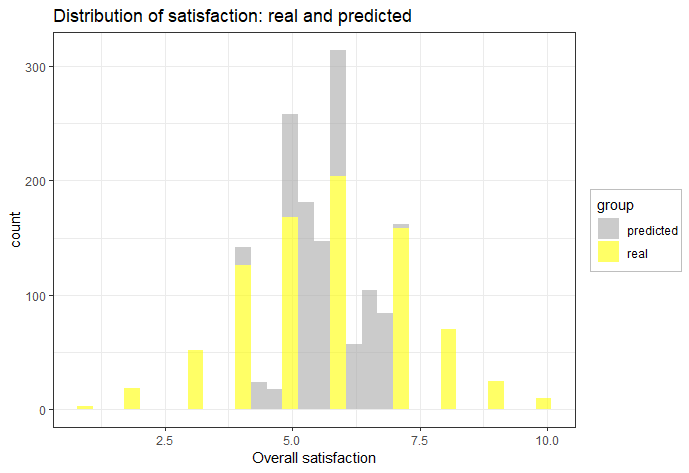 Distribution of satisfaction: real and predicted
300
200
100
0
count
2.5
5.0
7.5
10.0
Overall satisfaction
group
predicted
real